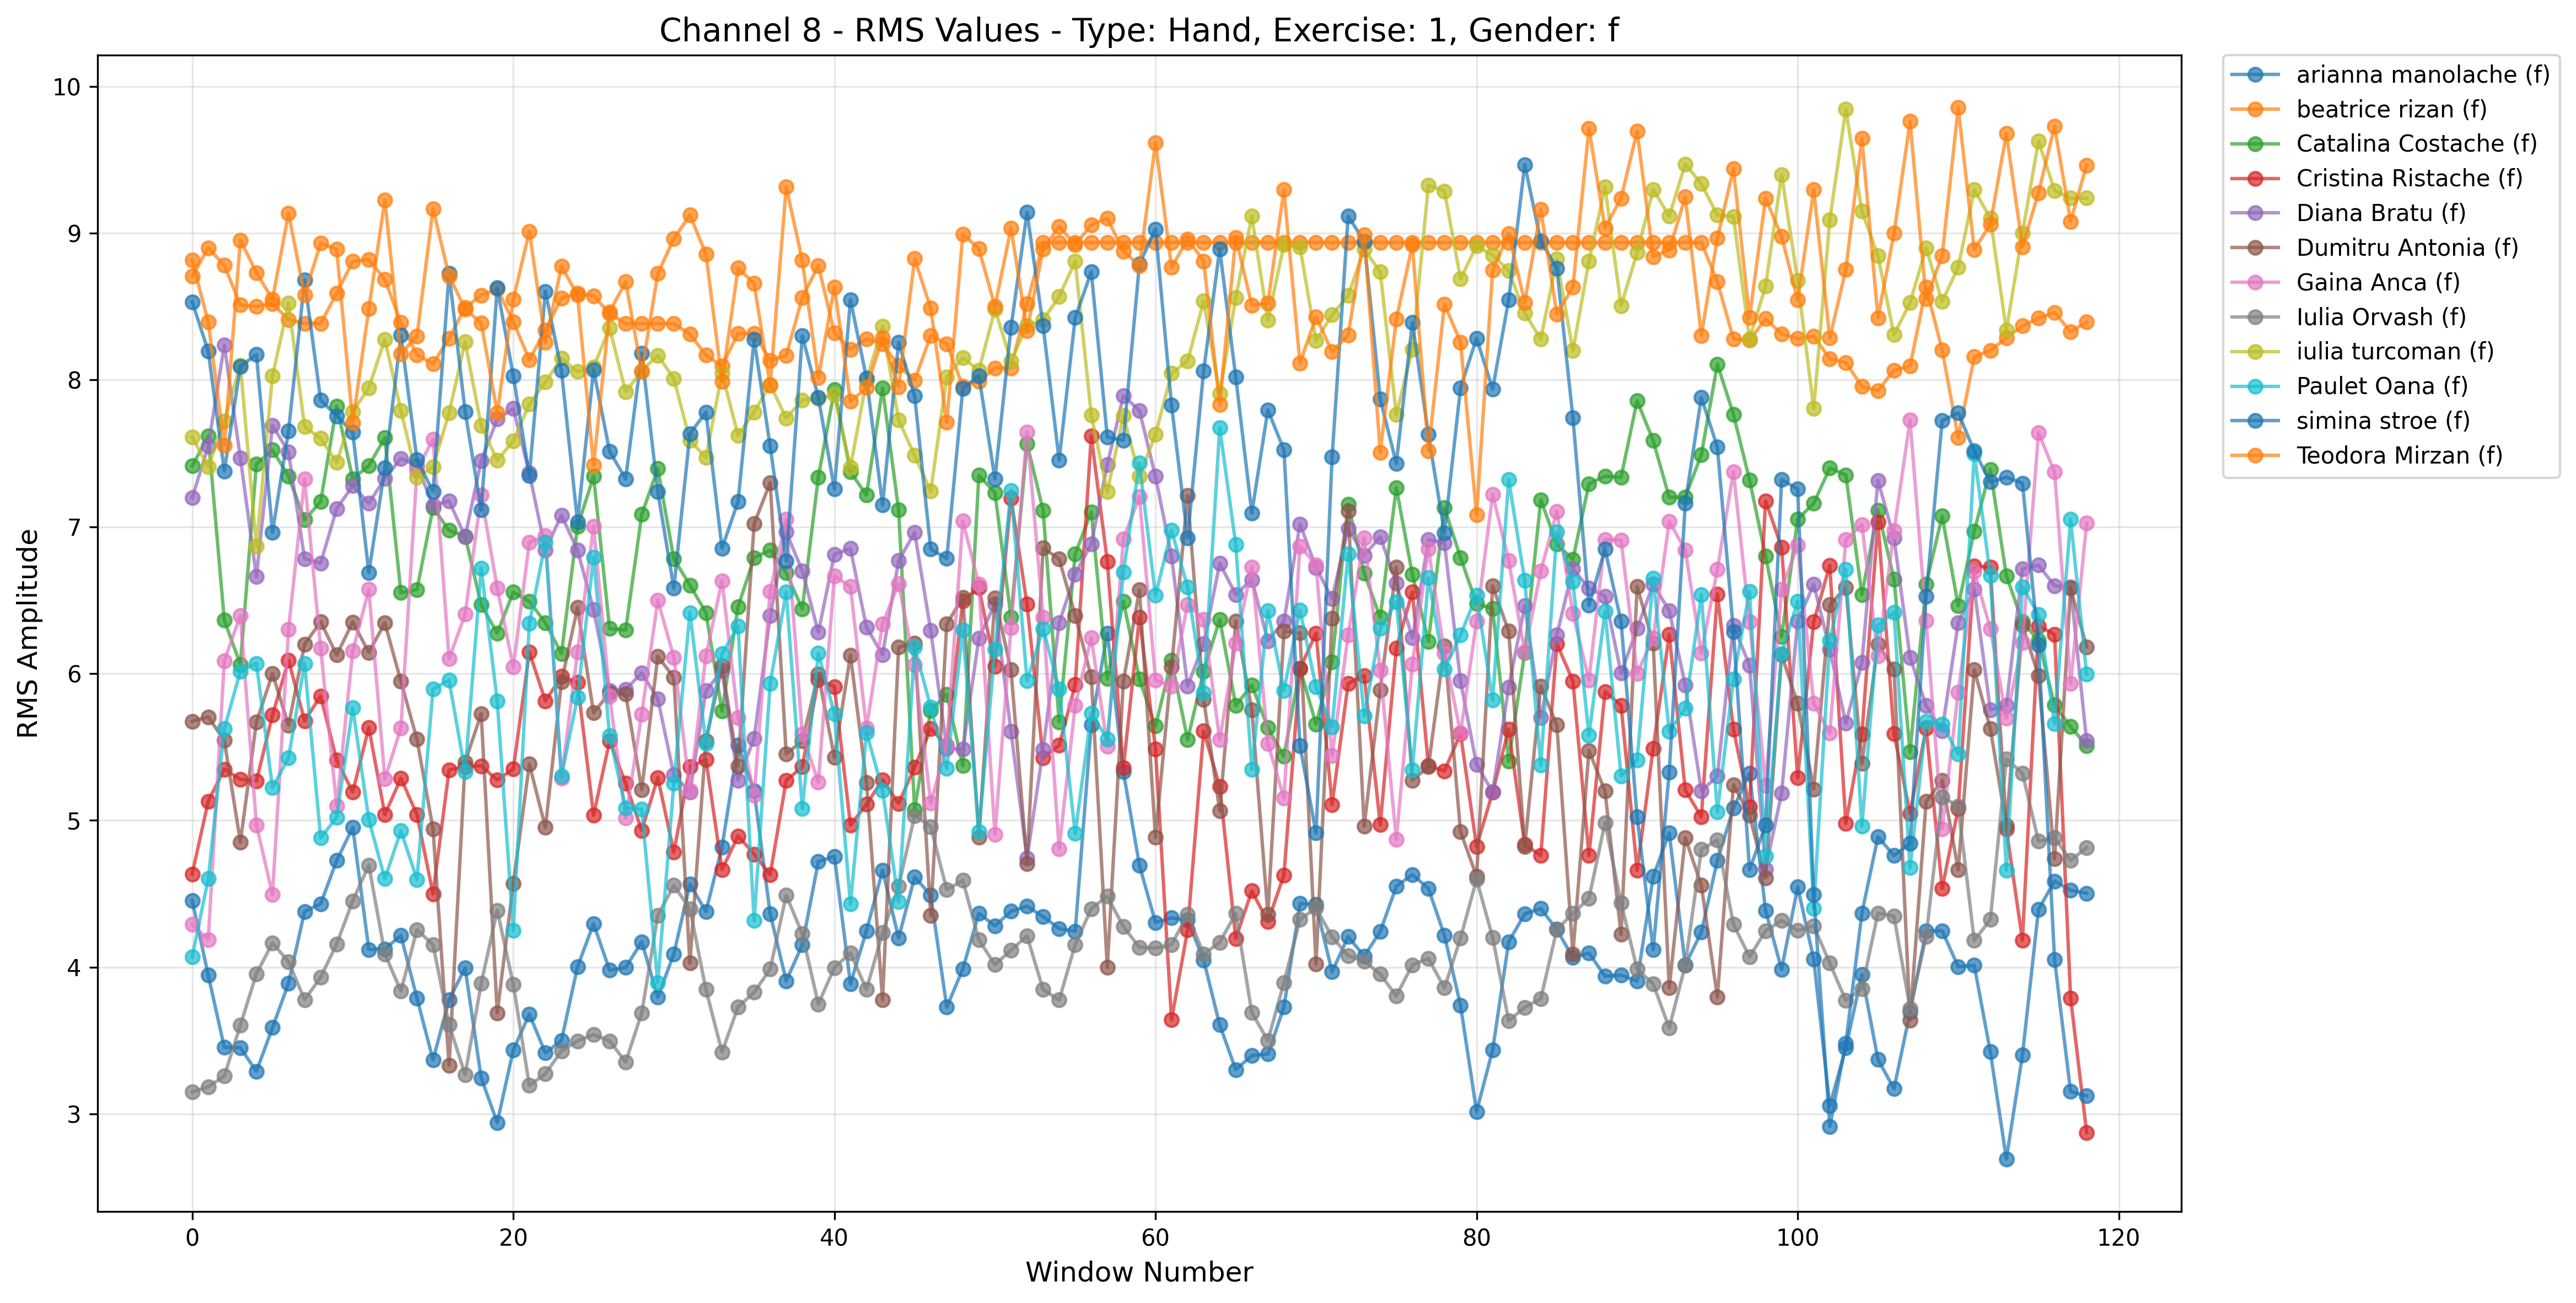 Channel 8 - RMS Values - Type: Hand, Exercise: 1, Gender: f
RMS Amplitude
10
9
8
7
6
5
4
3
0
20
40
60
80
100
120
Window Number
arianna manolache (f)
beatrice rizan (f)
Catalina Costache (f)
Cristina Ristache (f)
Diana Bratu (f)
Dumitru Antonia (f)
Gaina Anca (f)
Iulia Orvash (f)
iulia turcoman (f)
Paulet Oana (f)
simina stroe (f)
Teodora Mirzan (f)